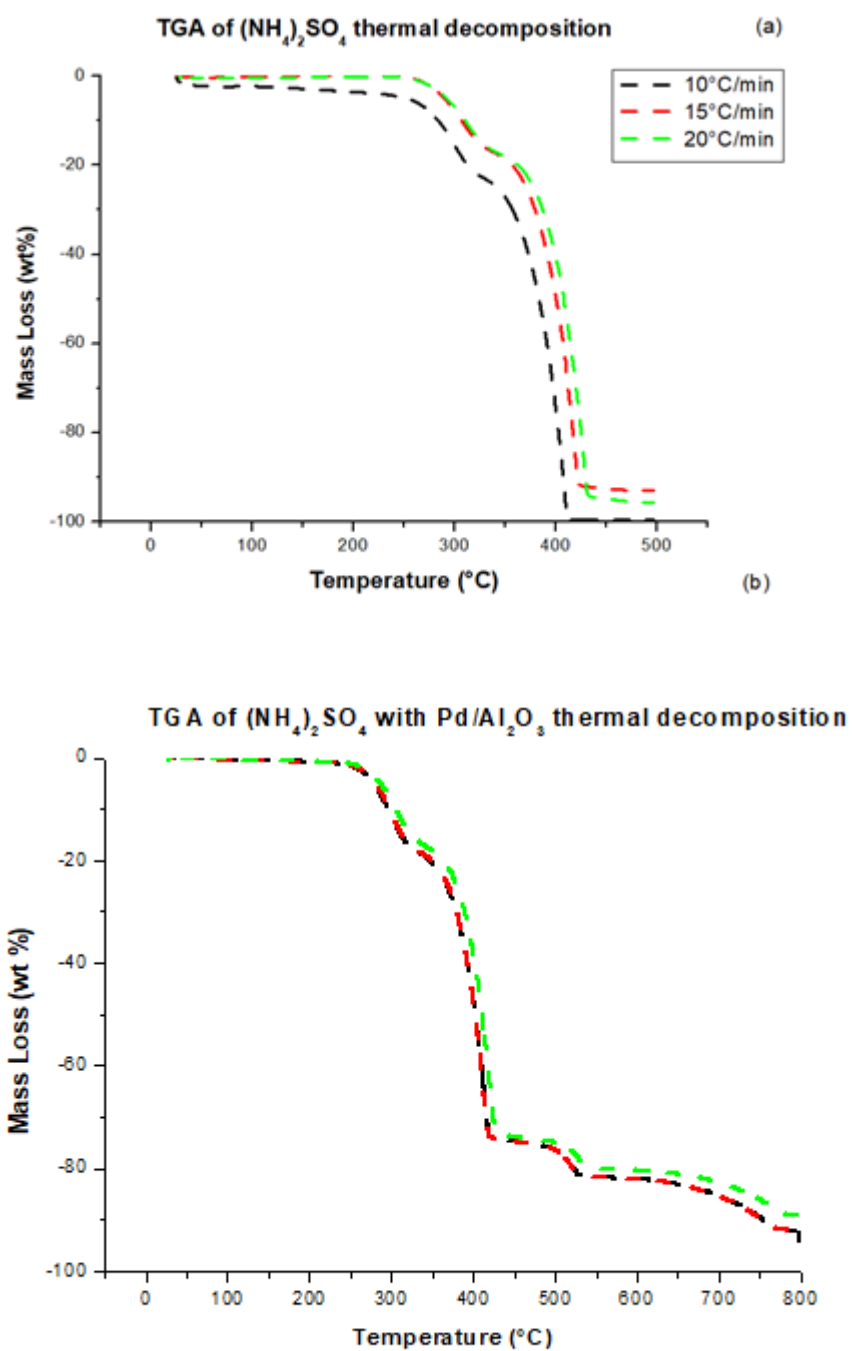 TGA of (NH₄)₂SO₄ thermal decomposition
(a)
0
-20
-40
-60
-80
-100
Mass Loss (wt%)
10°C/min
15°C/min
20°C/min
0 100 200 300 400 500
Temperature (°C)
(b)
TGA of (NH₄)₂SO₄ with Pd/Al₂O₃ thermal decomposition
0
-20
-40
-60
-80
-100
Mass Loss (wt %)
0 100 200 300 400 500 600 700 800
Temperature (°C)